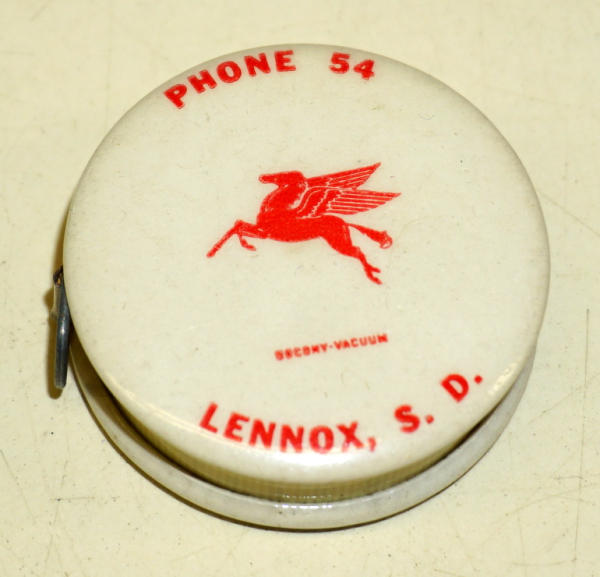 PHONE 54
SOCONY-VACUUM
LENNOX, S. D.